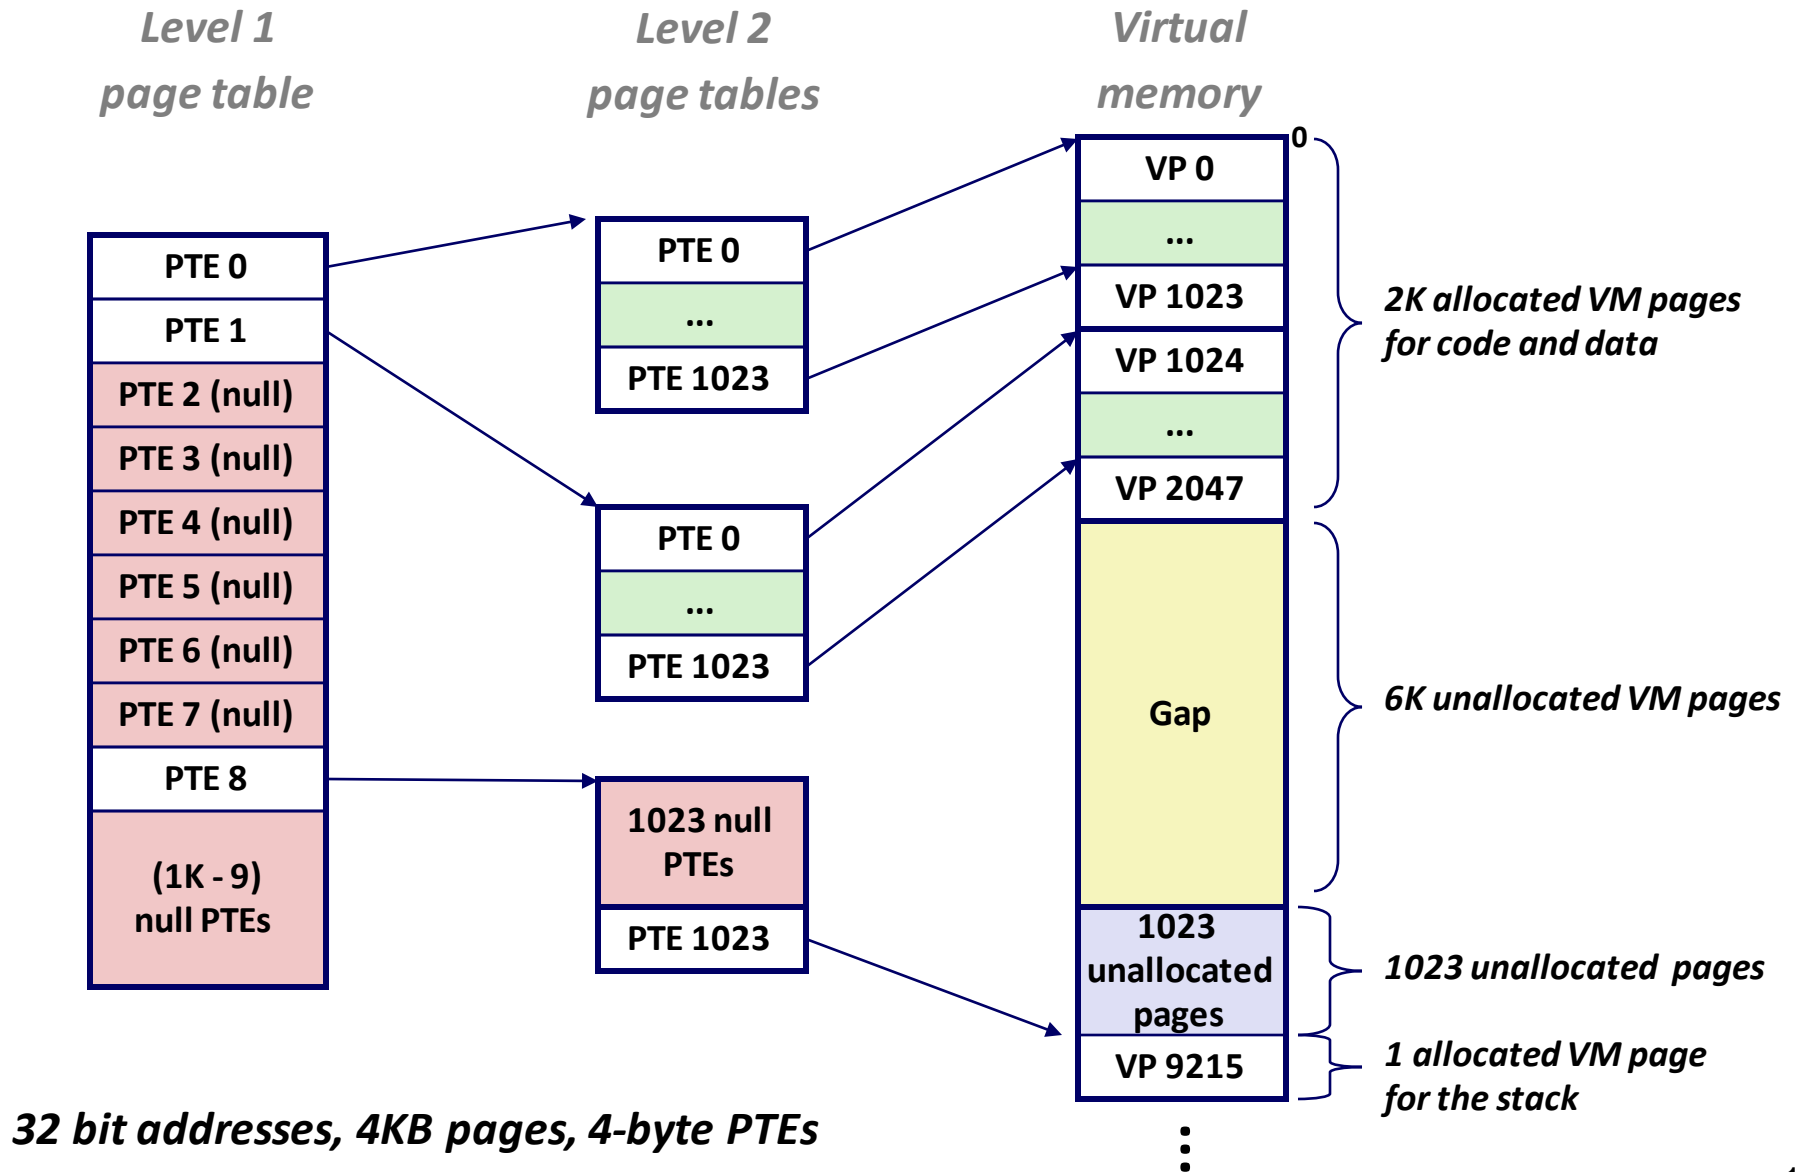 Level 1
page table
Level 2
page tables
Virtual
memory
PTE 0
PTE 1
PTE 2 (null)
PTE 3 (null)
PTE 4 (null)
PTE 5 (null)
PTE 6 (null)
PTE 7 (null)
PTE 8
(1K - 9)
null PTEs
PTE 0
...
PTE 1023
PTE 0
...
PTE 1023
1023 null
PTEs
PTE 1023
0
VP 0
...
VP 1023
VP 1024
...
VP 2047
Gap
1023
unallocated
pages
VP 9215
2K allocated VM pages
for code and data
6K unallocated VM pages
1023 unallocated pages
1 allocated VM page
for the stack
32 bit addresses, 4KB pages, 4-byte PTEs